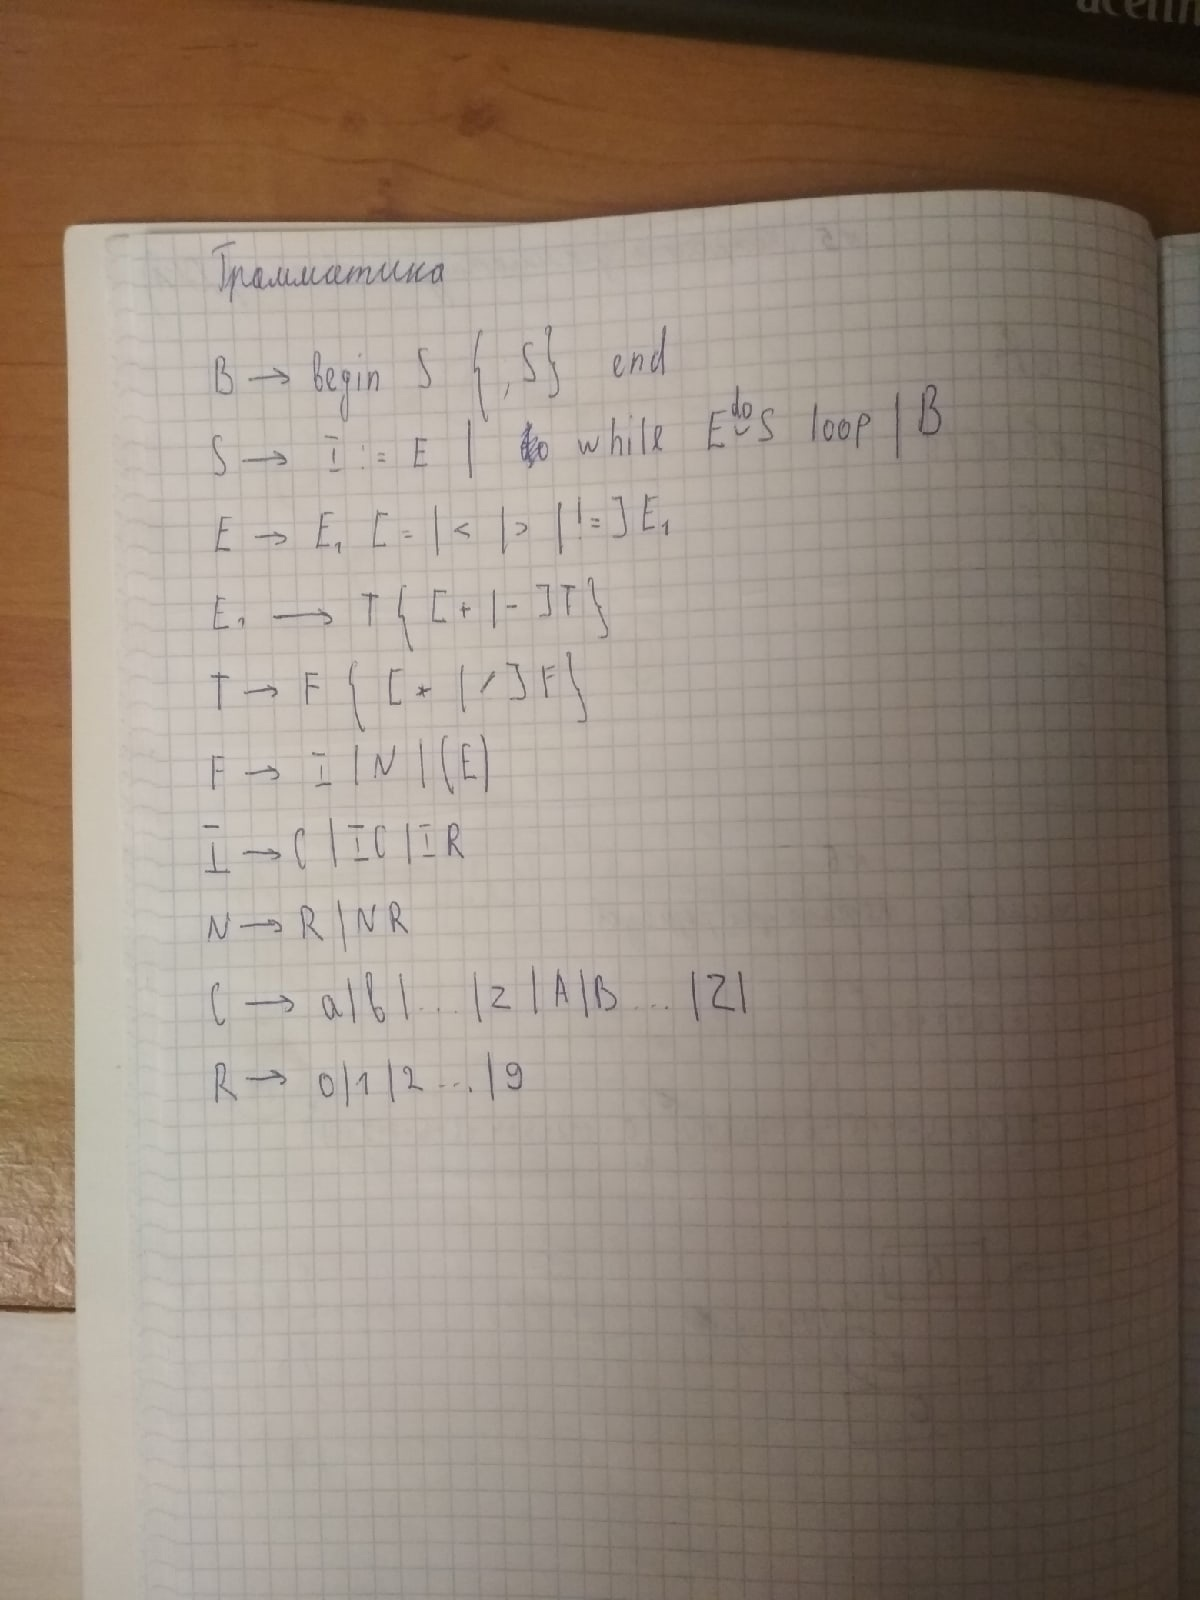 Грамматика
B → begin S {, S} end
S → I := E | while E do S loop | B
E → E₁ [= | < | > | !=] E₁
E₁ → T {[+ | -] T}
T → F {[* | /] F}
F → I | N | (E)
I → C | IC | IR
N → R | NR
C → a | b | ... | z | A | B ... | Z |
R → 0 | 1 | 2 ... | 9